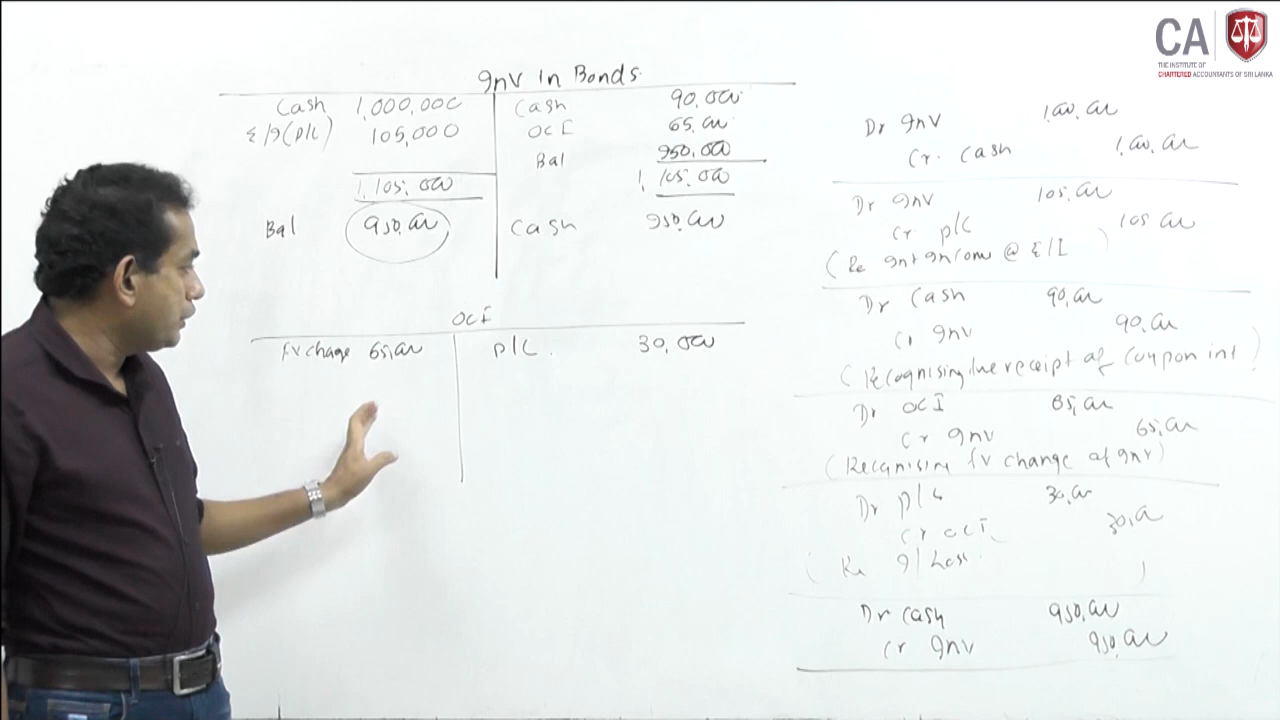 CA
THE INSTITUTE OF
CHARTERED ACCOUNTANTS OF SRI LANKA
Inv In Bonds.
Cash 1,000,000 Cash 90,000
E/I (P/L) 105,000 OCI 65,000
Bal 950,000
1,105,000 1,105,000
Bal 950,000 Cash 950,000
OCI
FV change 65,000 P/L. 30,000
Dr Inv 1,000,000
Cr. Cash 1,000,000
Dr Inv 105,000
Cr. P/L 105,000
(Re Int Income @ E/I)
Dr Cash 90,000
Cr Inv 90,000
(Recognising the receipt of Coupon int)
Dr OCI 65,000
Cr Inv 65,000
(Recognising FV change of Inv)
Dr P/L 30,000
Cr OCI 30,000
(Re I/Loss)
Dr Cash 950,000
Cr Inv 950,000